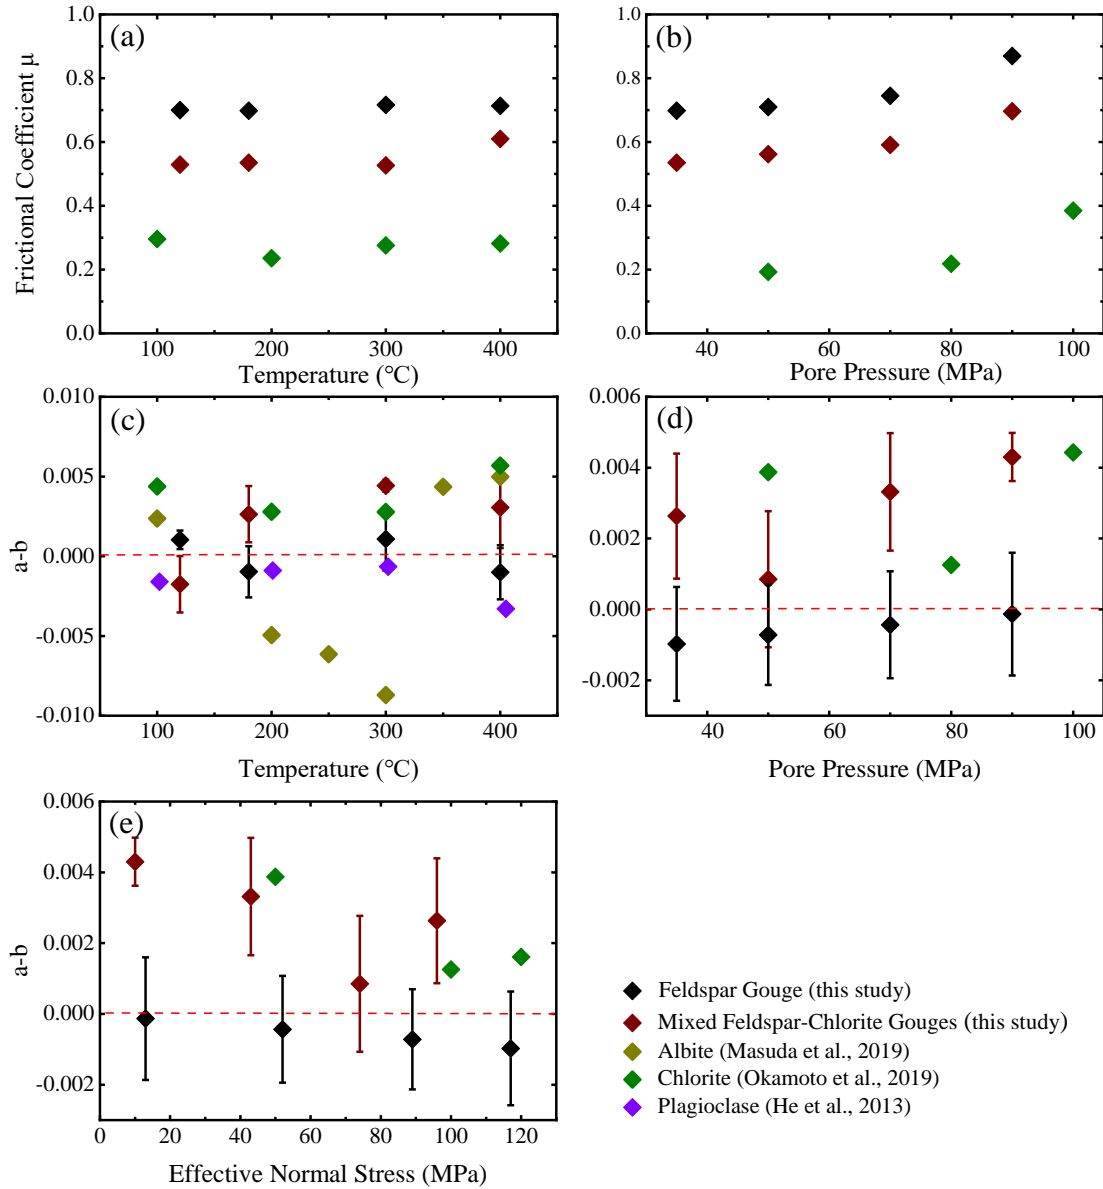 (a)
1.0
0.8
0.6
0.4
0.2
0.0
Frictional Coefficient μ
100 200 300 400
Temperature (℃)
(b)
1.0
0.8
0.6
0.4
0.2
0.0
40 60 80 100
Pore Pressure (MPa)
(c)
0.010
0.005
0.000
-0.005
-0.010
a-b
100 200 300 400
Temperature (℃)
(d)
0.006
0.004
0.002
0.000
-0.002
40 60 80 100
Pore Pressure (MPa)
(e)
0.006
0.004
0.002
0.000
-0.002
a-b
0 20 40 60 80 100 120
Effective Normal Stress (MPa)
Feldspar Gouge (this study)
Mixed Feldspar-Chlorite Gouges (this study)
Albite (Masuda et al., 2019)
Chlorite (Okamoto et al., 2019)
Plagioclase (He et al., 2013)